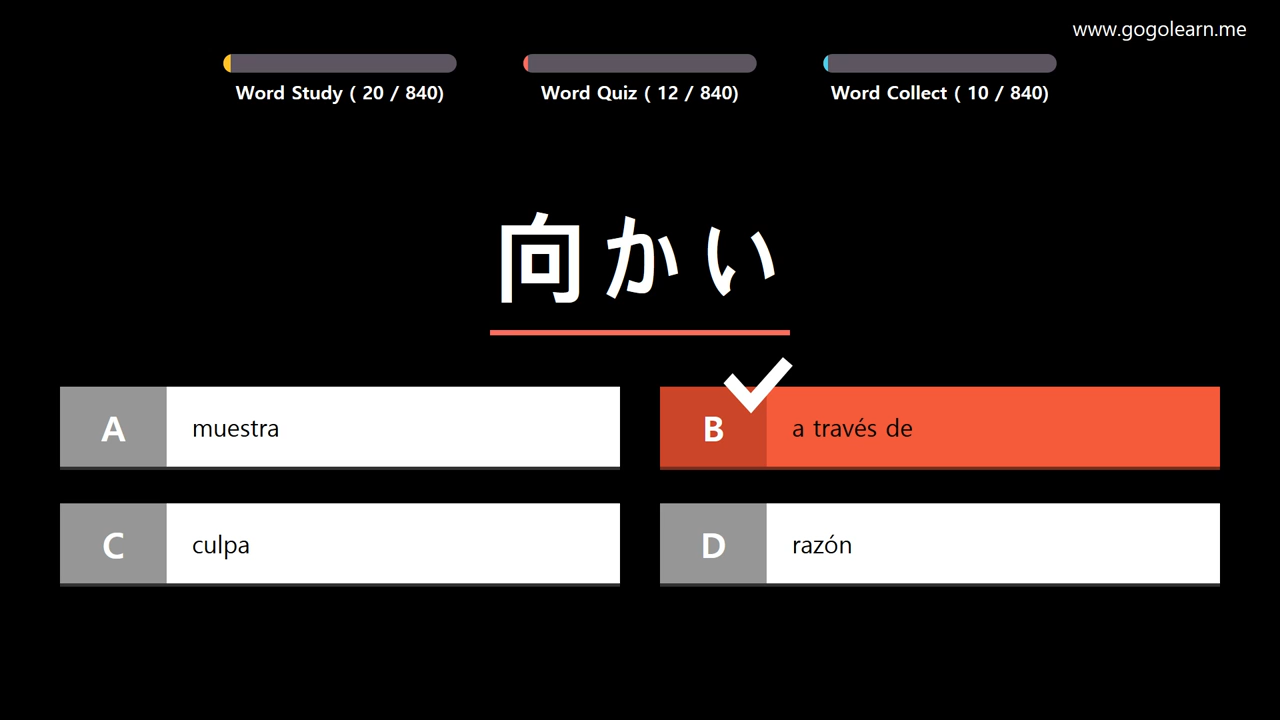 www.gogolearn.me
Word Study ( 20 / 840)
Word Quiz ( 12 / 840)
Word Collect ( 10 / 840)
向かい
A muestra
B a través de
C culpa
D razón